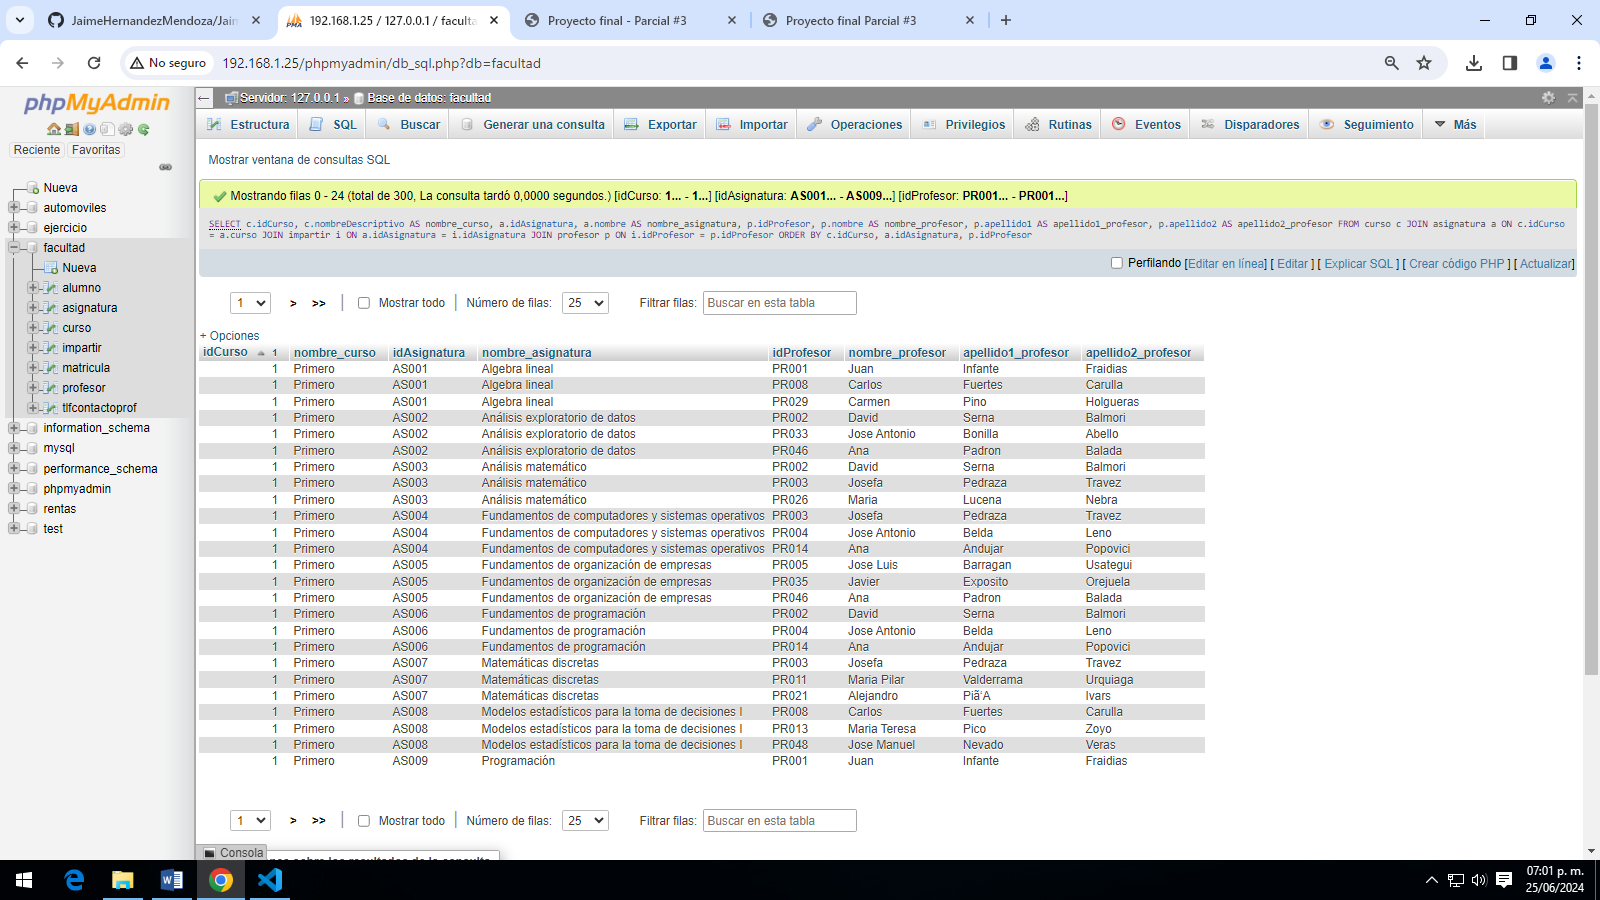 JaimeHernandezMendoza/Jaim
192.168.1.25 / 127.0.0.1 / faculta
Proyecto final - Parcial #3
Proyecto final Parcial #3
No seguro
192.168.1.25/phpmyadmin/db_sql.php?db=facultad
phpMyAdmin
Reciente Favoritas
Nueva
automoviles
ejercicio
facultad
Nueva
alumno
asignatura
curso
impartir
matricula
profesor
tlfcontactoprof
information_schema
mysql
performance_schema
phpmyadmin
rentas
test
Servidor: 127.0.0.1 » Base de datos: facultad
Estructura SQL Buscar Generar una consulta Exportar Importar Operaciones Privilegios Rutinas Eventos Disparadores Seguimiento Más
Mostrar ventana de consultas SQL
Mostrando filas 0 - 24 (total de 300, La consulta tardó 0,0000 segundos.) [idCurso: 1... - 1...] [idAsignatura: AS001... - AS009...] [idProfesor: PR001... - PR001...]
SELECT c.idCurso, c.nombreDescriptivo AS nombre_curso, a.idAsignatura, a.nombre AS nombre_asignatura, p.idProfesor, p.nombre AS nombre_profesor, p.apellido1 AS apellido1_profesor, p.apellido2 AS apellido2_profesor FROM curso c JOIN asignatura a ON c.idCurso
= a.curso JOIN impartir i ON a.idAsignatura = i.idAsignatura JOIN profesor p ON i.idProfesor = p.idProfesor ORDER BY c.idCurso, a.idAsignatura, p.idProfesor
Perfilando [Editar en línea] [ Editar ] [ Explicar SQL ] [ Crear código PHP ] [ Actualizar]
1 > >> Mostrar todo Número de filas: 25 Filtrar filas: Buscar en esta tabla
+ Opciones
idCurso 1 nombre_curso idAsignatura nombre_asignatura idProfesor nombre_profesor apellido1_profesor apellido2_profesor
1 Primero AS001 Algebra lineal PR001 Juan Infante Fraidias
1 Primero AS001 Algebra lineal PR008 Carlos Fuertes Carulla
1 Primero AS001 Algebra lineal PR029 Carmen Pino Holgueras
1 Primero AS002 Análisis exploratorio de datos PR002 David Serna Balmori
1 Primero AS002 Análisis exploratorio de datos PR033 Jose Antonio Bonilla Abello
1 Primero AS002 Análisis exploratorio de datos PR046 Ana Padron Balada
1 Primero AS003 Análisis matemático PR002 David Serna Balmori
1 Primero AS003 Análisis matemático PR003 Josefa Pedraza Travez
1 Primero AS003 Análisis matemático PR026 Maria Lucena Nebra
1 Primero AS004 Fundamentos de computadores y sistemas operativos PR003 Josefa Pedraza Travez
1 Primero AS004 Fundamentos de computadores y sistemas operativos PR004 Jose Antonio Belda Leno
1 Primero AS004 Fundamentos de computadores y sistemas operativos PR014 Ana Andujar Popovici
1 Primero AS005 Fundamentos de organización de empresas PR005 Jose Luis Barragan Usategui
1 Primero AS005 Fundamentos de organización de empresas PR035 Javier Exposito Orejuela
1 Primero AS005 Fundamentos de organización de empresas PR046 Ana Padron Balada
1 Primero AS006 Fundamentos de programación PR002 David Serna Balmori
1 Primero AS006 Fundamentos de programación PR004 Jose Antonio Belda Leno
1 Primero AS006 Fundamentos de programación PR014 Ana Andujar Popovici
1 Primero AS007 Matemáticas discretas PR003 Josefa Pedraza Travez
1 Primero AS007 Matemáticas discretas PR011 Maria Pilar Valderrama Urquiaga
1 Primero AS007 Matemáticas discretas PR021 Alejandro Piã'A Ivars
1 Primero AS008 Modelos estadísticos para la toma de decisiones I PR008 Carlos Fuertes Carulla
1 Primero AS008 Modelos estadísticos para la toma de decisiones I PR013 Maria Teresa Pico Zoyo
1 Primero AS008 Modelos estadísticos para la toma de decisiones I PR048 Jose Manuel Nevado Veras
1 Primero AS009 Programación PR001 Juan Infante Fraidias
1 > >> Mostrar todo Número de filas: 25 Filtrar filas: Buscar en esta tabla
Consola
sobre los resultados de la consulta
07:01 p. m.
25/06/2024